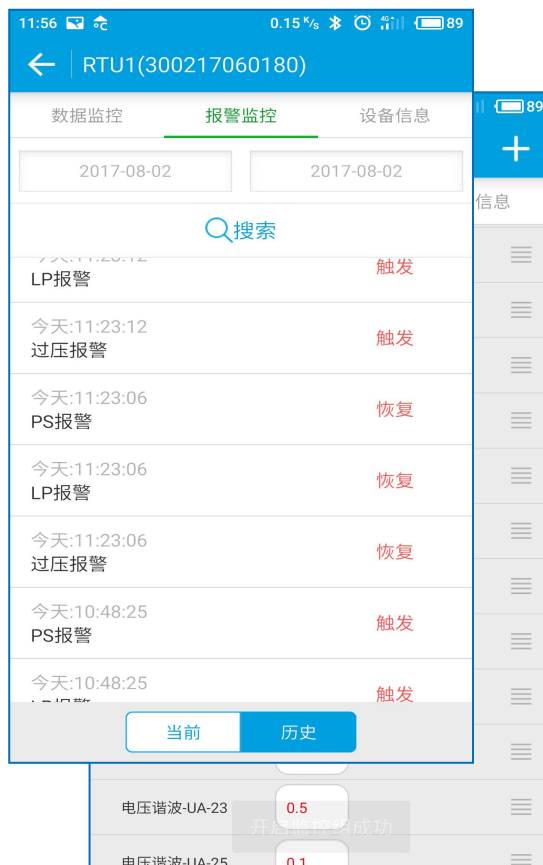 11:56
0.15 K/s
4G
89
RTU1(300217060180)
数据监控
报警监控
设备信息
2017-08-02
2017-08-02
搜索
触发
LP报警
今天:11:23:12
触发
过压报警
今天:11:23:06
恢复
PS报警
今天:11:23:06
恢复
LP报警
今天:11:23:06
恢复
过压报警
今天:10:48:25
触发
PS报警
今天:10:48:25
触发
当前
历史
89
信息
电压谐波-UA-23
0.5
开启监控组成功
电压谐波-UA-25
0.1